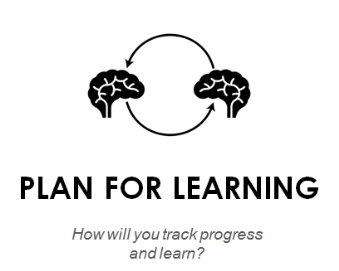 PLAN FOR LEARNING
How will you track progress
and learn?